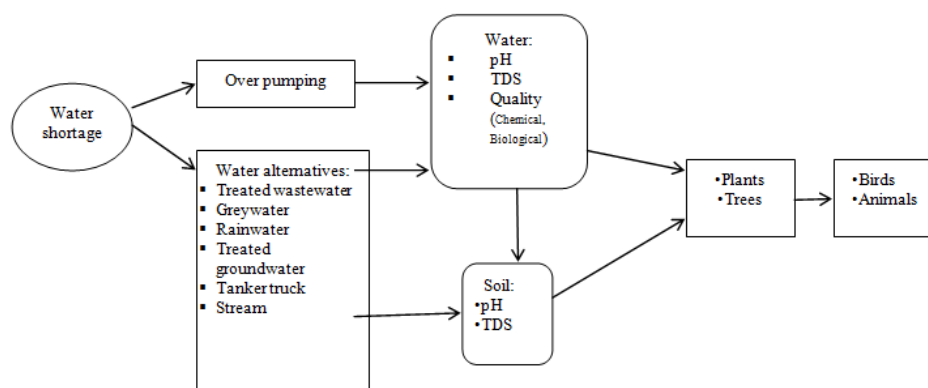 Water shortage
Over pumping
Water alternatives:
▪ Treated wastewater
▪ Greywater
▪ Rainwater
▪ Treated
groundwater
▪ Tanker truck
▪ Stream
Water:
▪ pH
▪ TDS
▪ Quality
(Chemical,
Biological)
Soil:
•pH
•TDS
•Plants
•Trees
•Birds
•Animals